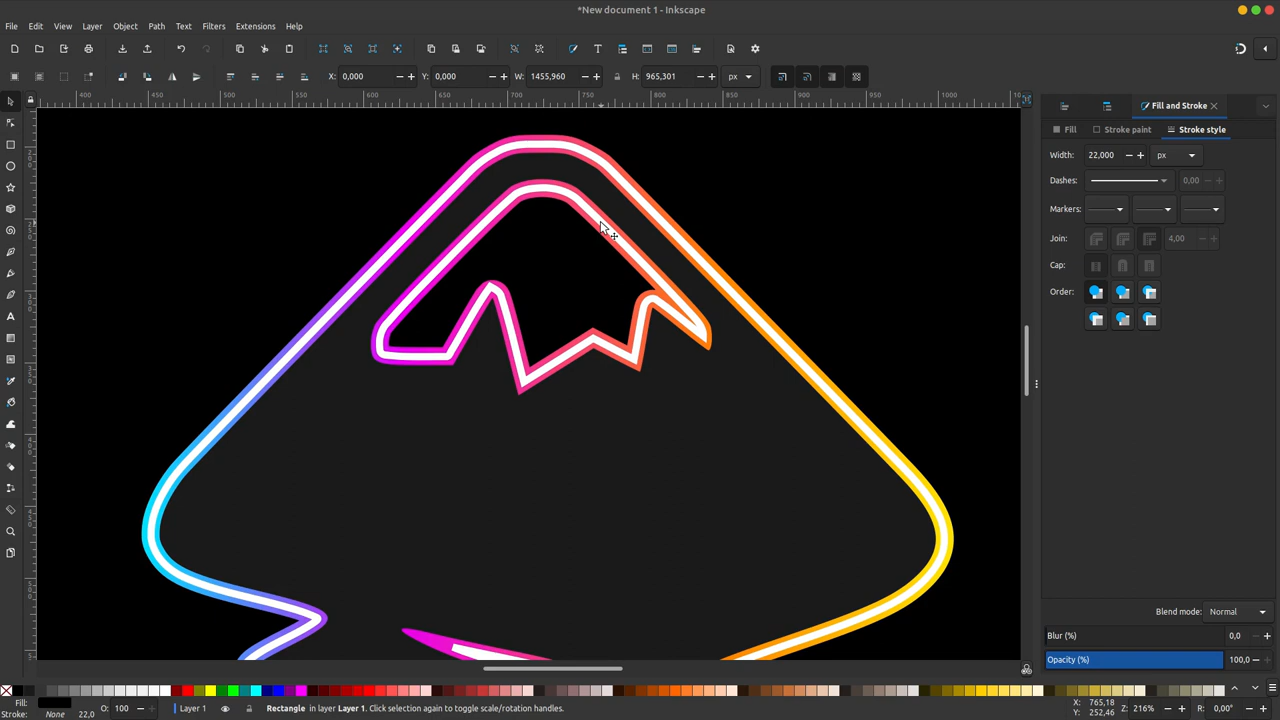 *New document 1 - Inkscape
File Edit View Layer Object Path Text Filters Extensions Help
X: 0,000 Y: 0,000 W: 1455,960 H: 965,301 px
400 450 500 550 600 650 700 750 800 850 900 950 1000
Fill and Stroke
Fill Stroke paint Stroke style
Width: 22,000 px
Dashes: 0,00
Markers:
Join: 4,00
Cap:
Order:
Blend mode: Normal
Blur (%) 0,0
Opacity (%) 100,0
Fill:
Stroke: None 22,0
O: 100
Layer 1
Rectangle in layer Layer 1. Click selection again to toggle scale/rotation handles.
X: 765,18
Y: 252,46
Z: 216%
R: 0,00°